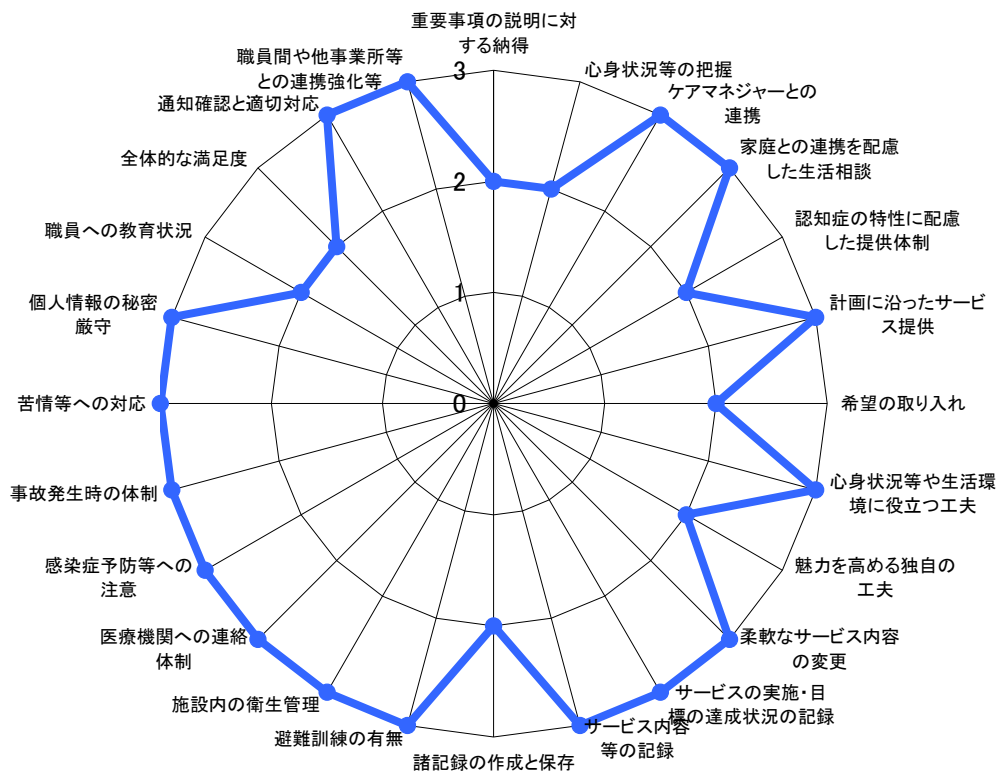 重要事項の説明に対
する納得
心身状況等の把握
ケアマネジャーとの
連携
家庭との連携を配慮
した生活相談
認知症の特性に配慮
した提供体制
計画に沿ったサービ
ス提供
希望の取り入れ
心身状況等や生活環
境に役立つ工夫
魅力を高める独自の
工夫
柔軟なサービス内容
の変更
サービスの実施・目
標の達成状況の記録
サービス内容
等の記録
諸記録の作成と保存
避難訓練の有無
施設内の衛生管理
医療機関への連絡
体制
感染症予防等への
注意
事故発生時の体制
苦情等への対応
個人情報の秘密
厳守
職員への教育状況
全体的な満足度
通知確認と適切対応
職員間や他事業所等
との連携強化等
3
2
1
0